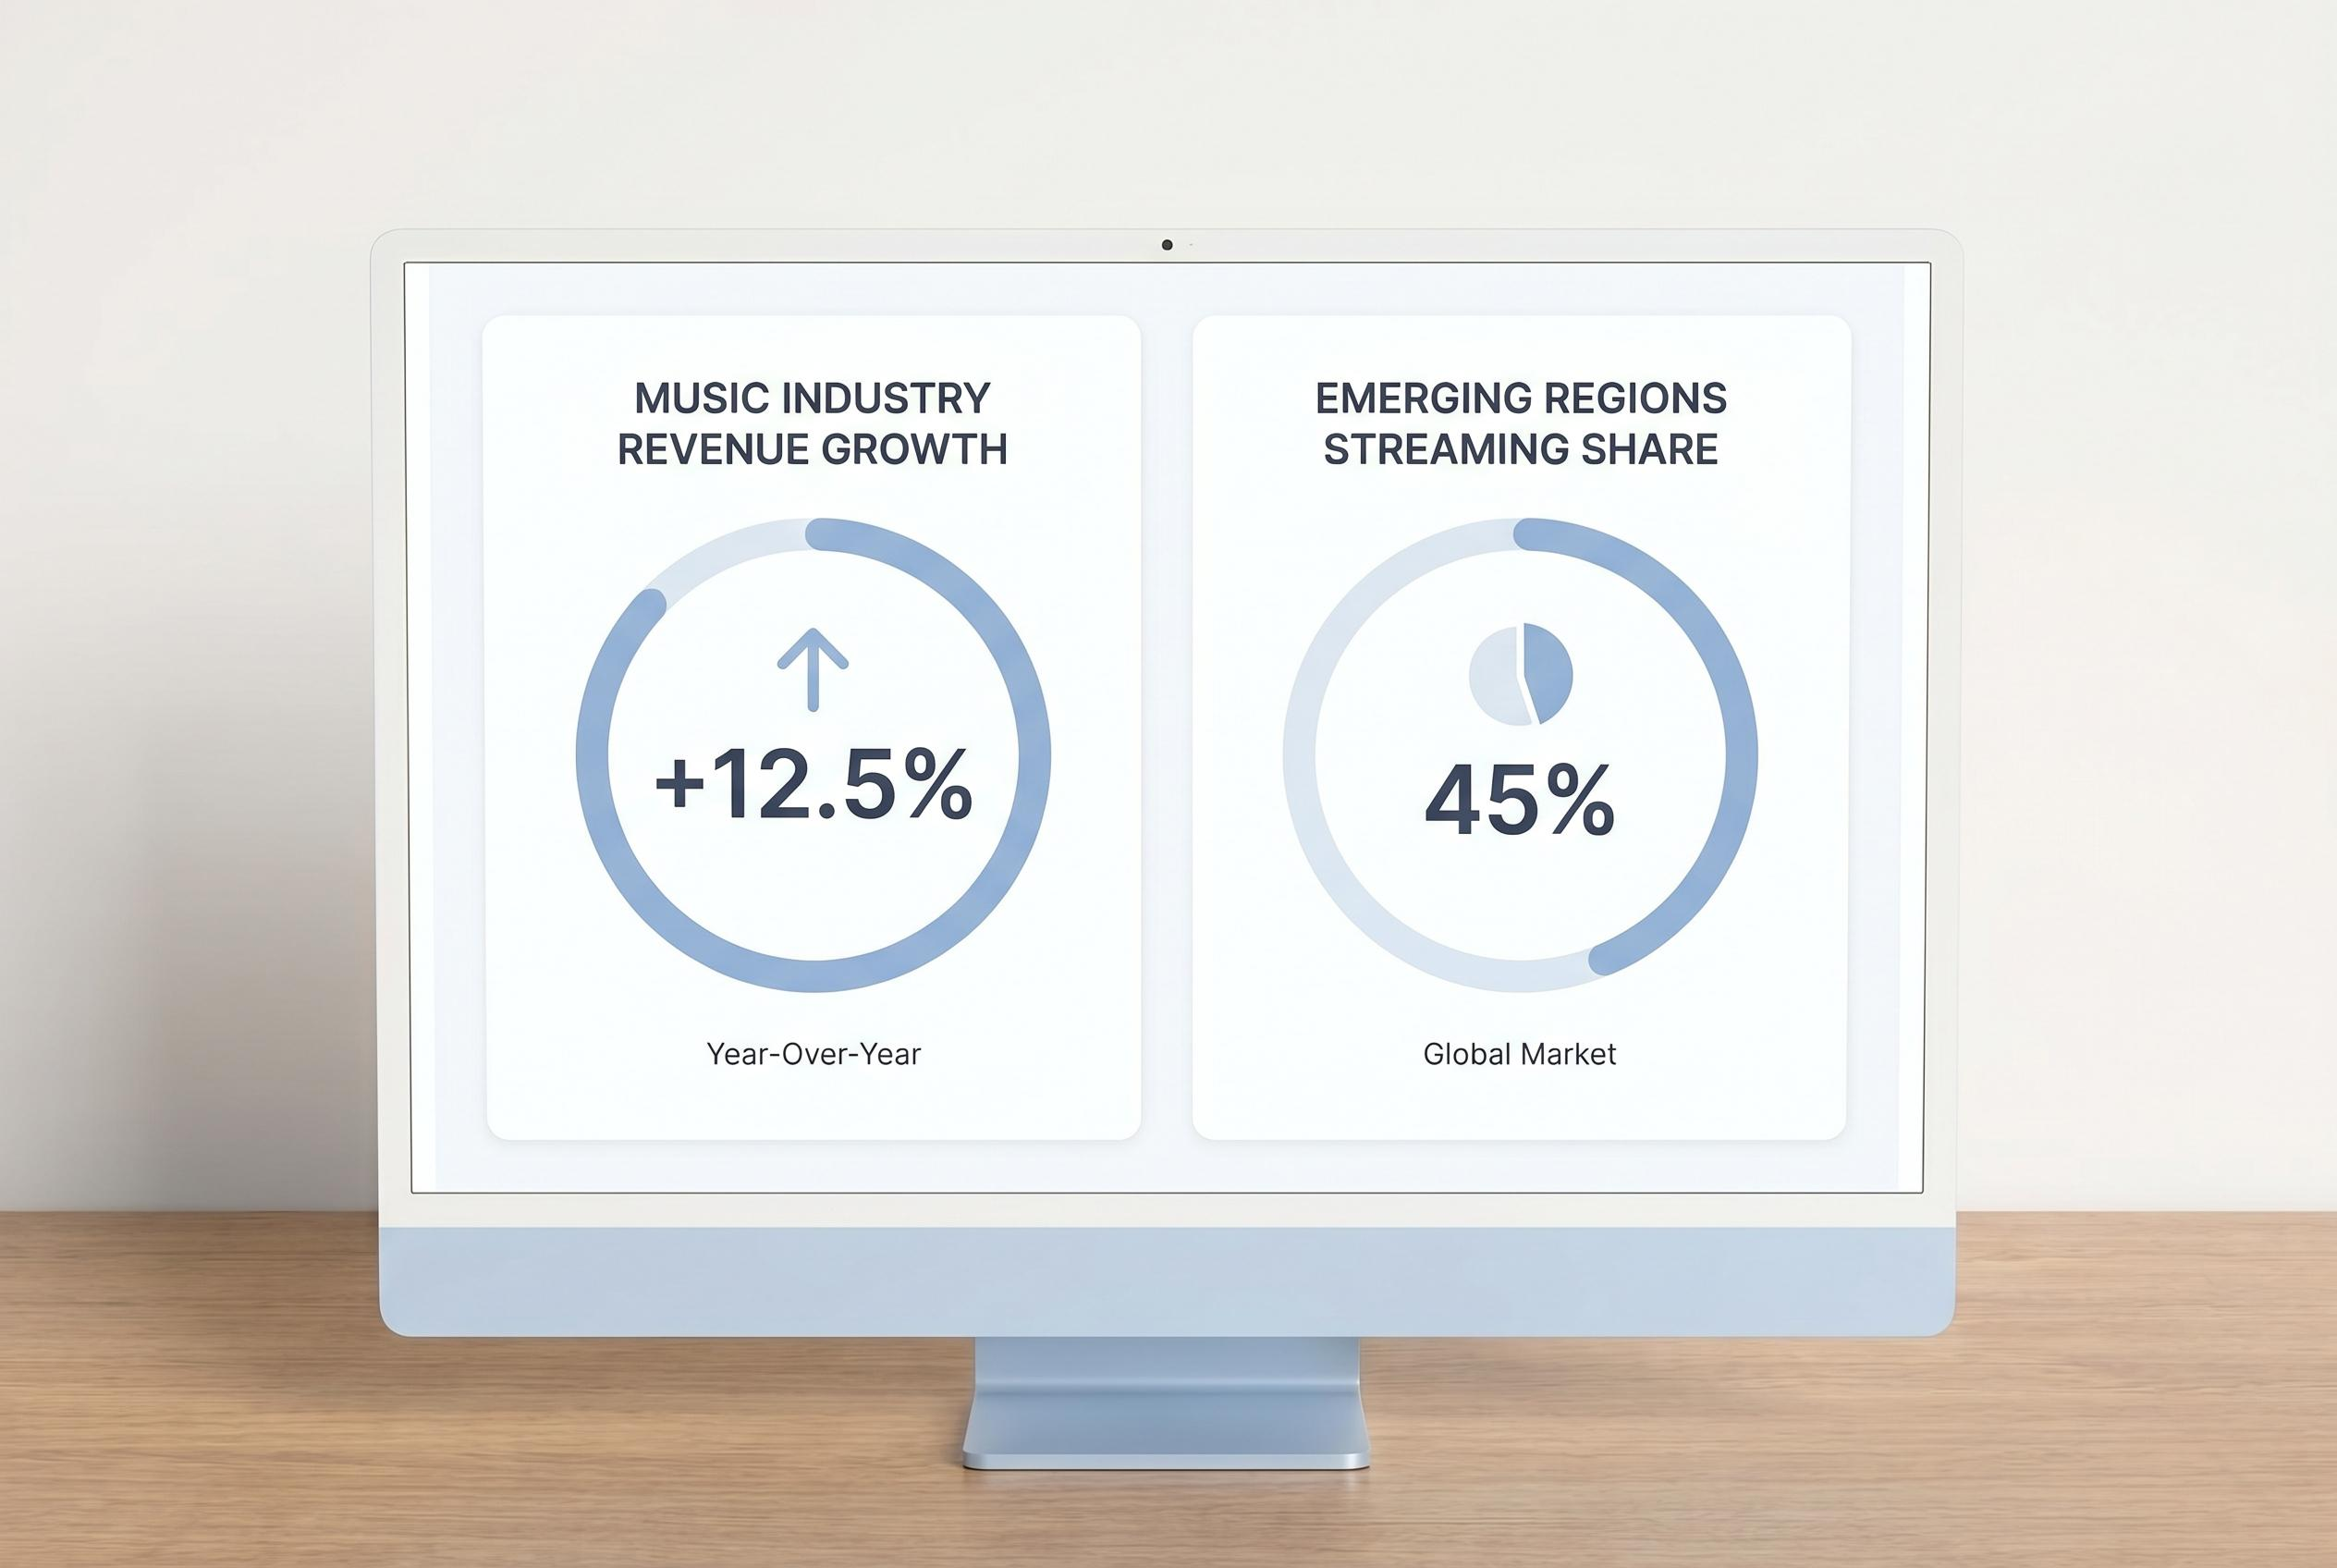 MUSIC INDUSTRY
REVENUE GROWTH
+12.5%
Year-Over-Year
EMERGING REGIONS
STREAMING SHARE
45%
Global Market